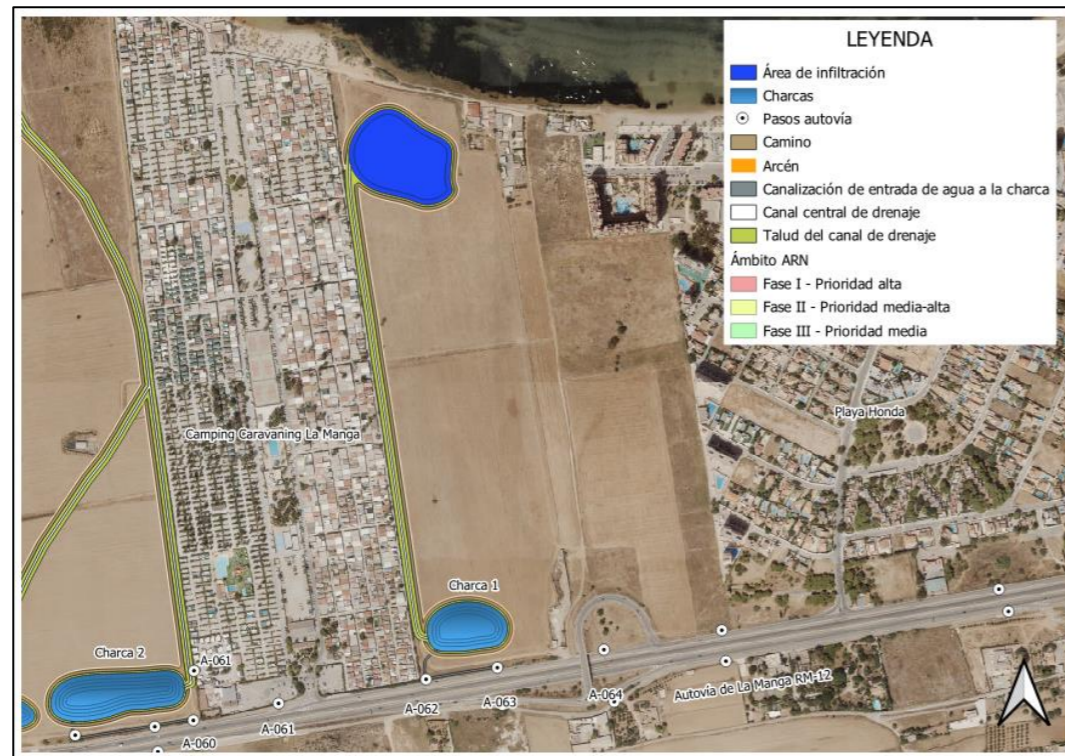 LEYENDA
Área de infiltración
Charcas
Pasos autovía
Camino
Arcén
Canalización de entrada de agua a la charca
Canal central de drenaje
Talud del canal de drenaje
Ámbito ARN
Fase I - Prioridad alta
Fase II - Prioridad media-alta
Fase III - Prioridad media
Playa Honda
Camping Caravaning La Manga
Charca 1
Charca 2
A-061
A-064
Autovía de La Manga RM-12
A-063
A-062
A-061
A-060